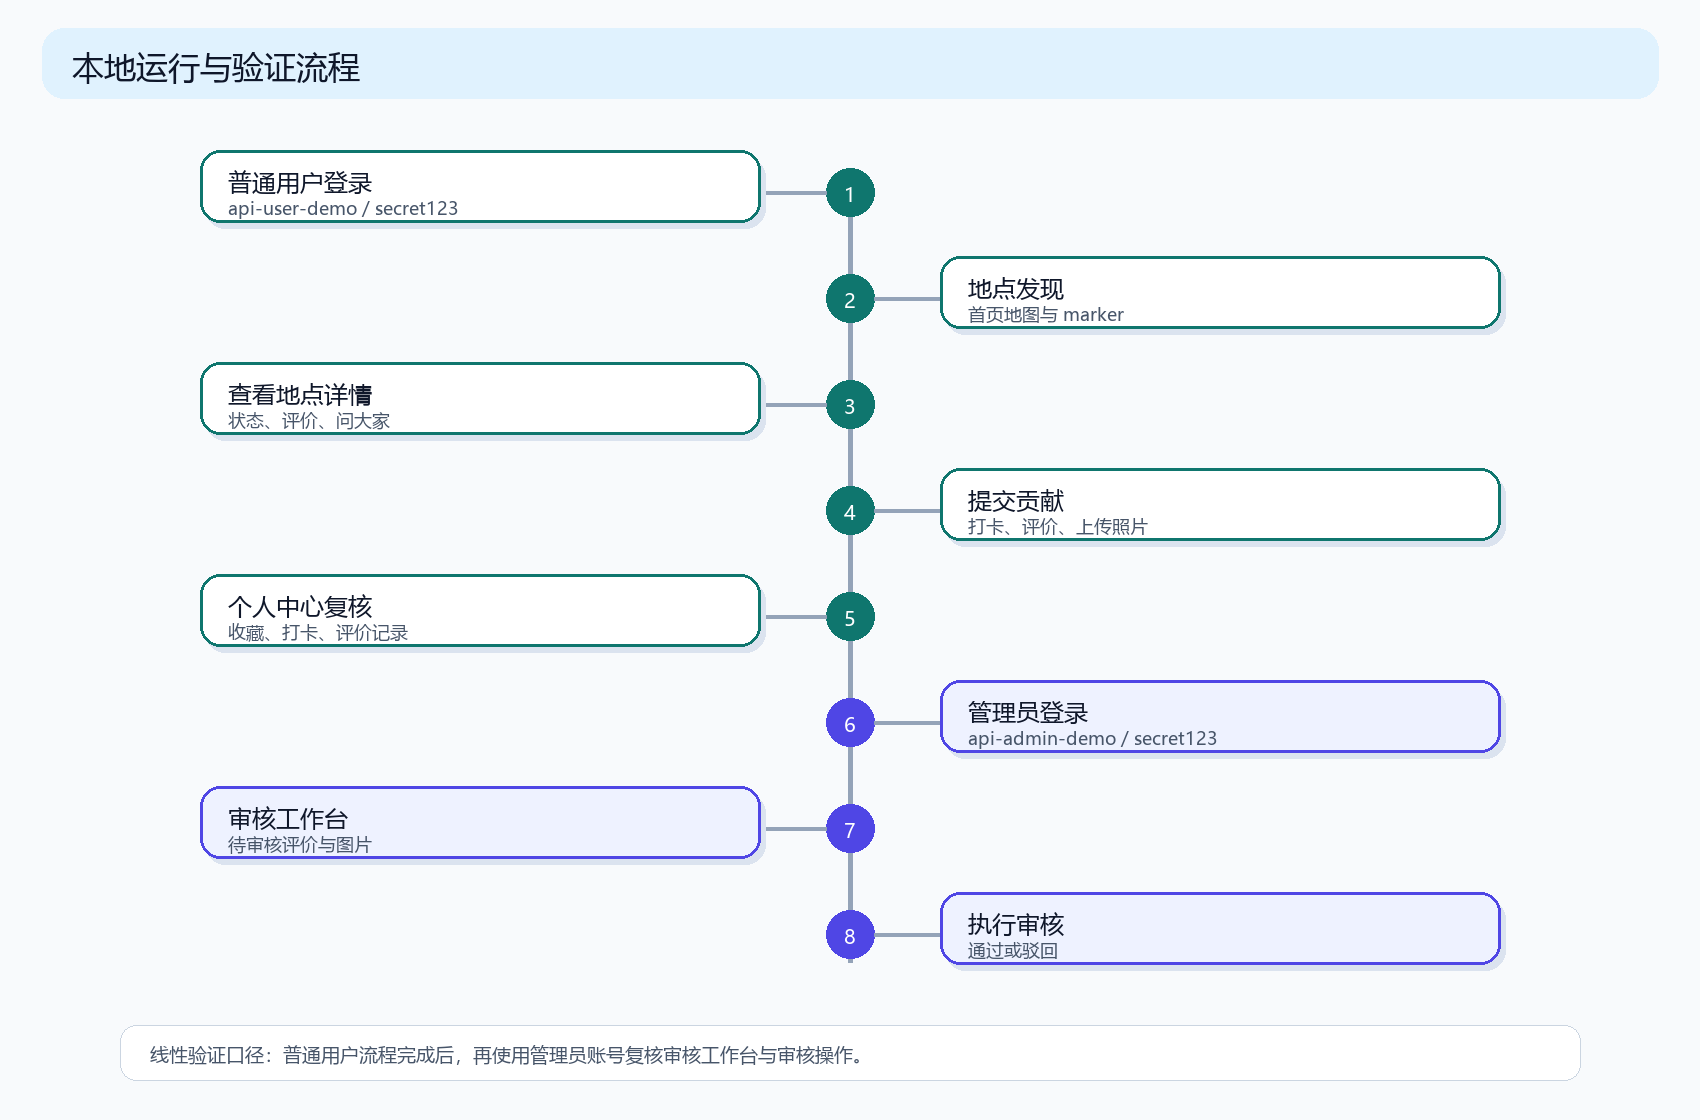 本地运行与验证流程
普通用户登录
api-user-demo / secret123
1
2
地点发现
首页地图与 marker
查看地点详情
状态、评价、问大家
3
4
提交贡献
打卡、评价、上传照片
个人中心复核
收藏、打卡、评价记录
5
6
管理员登录
api-admin-demo / secret123
审核工作台
待审核评价与图片
7
8
执行审核
通过或驳回
线性验证口径：普通用户流程完成后，再使用管理员账号复核审核工作台与审核操作。